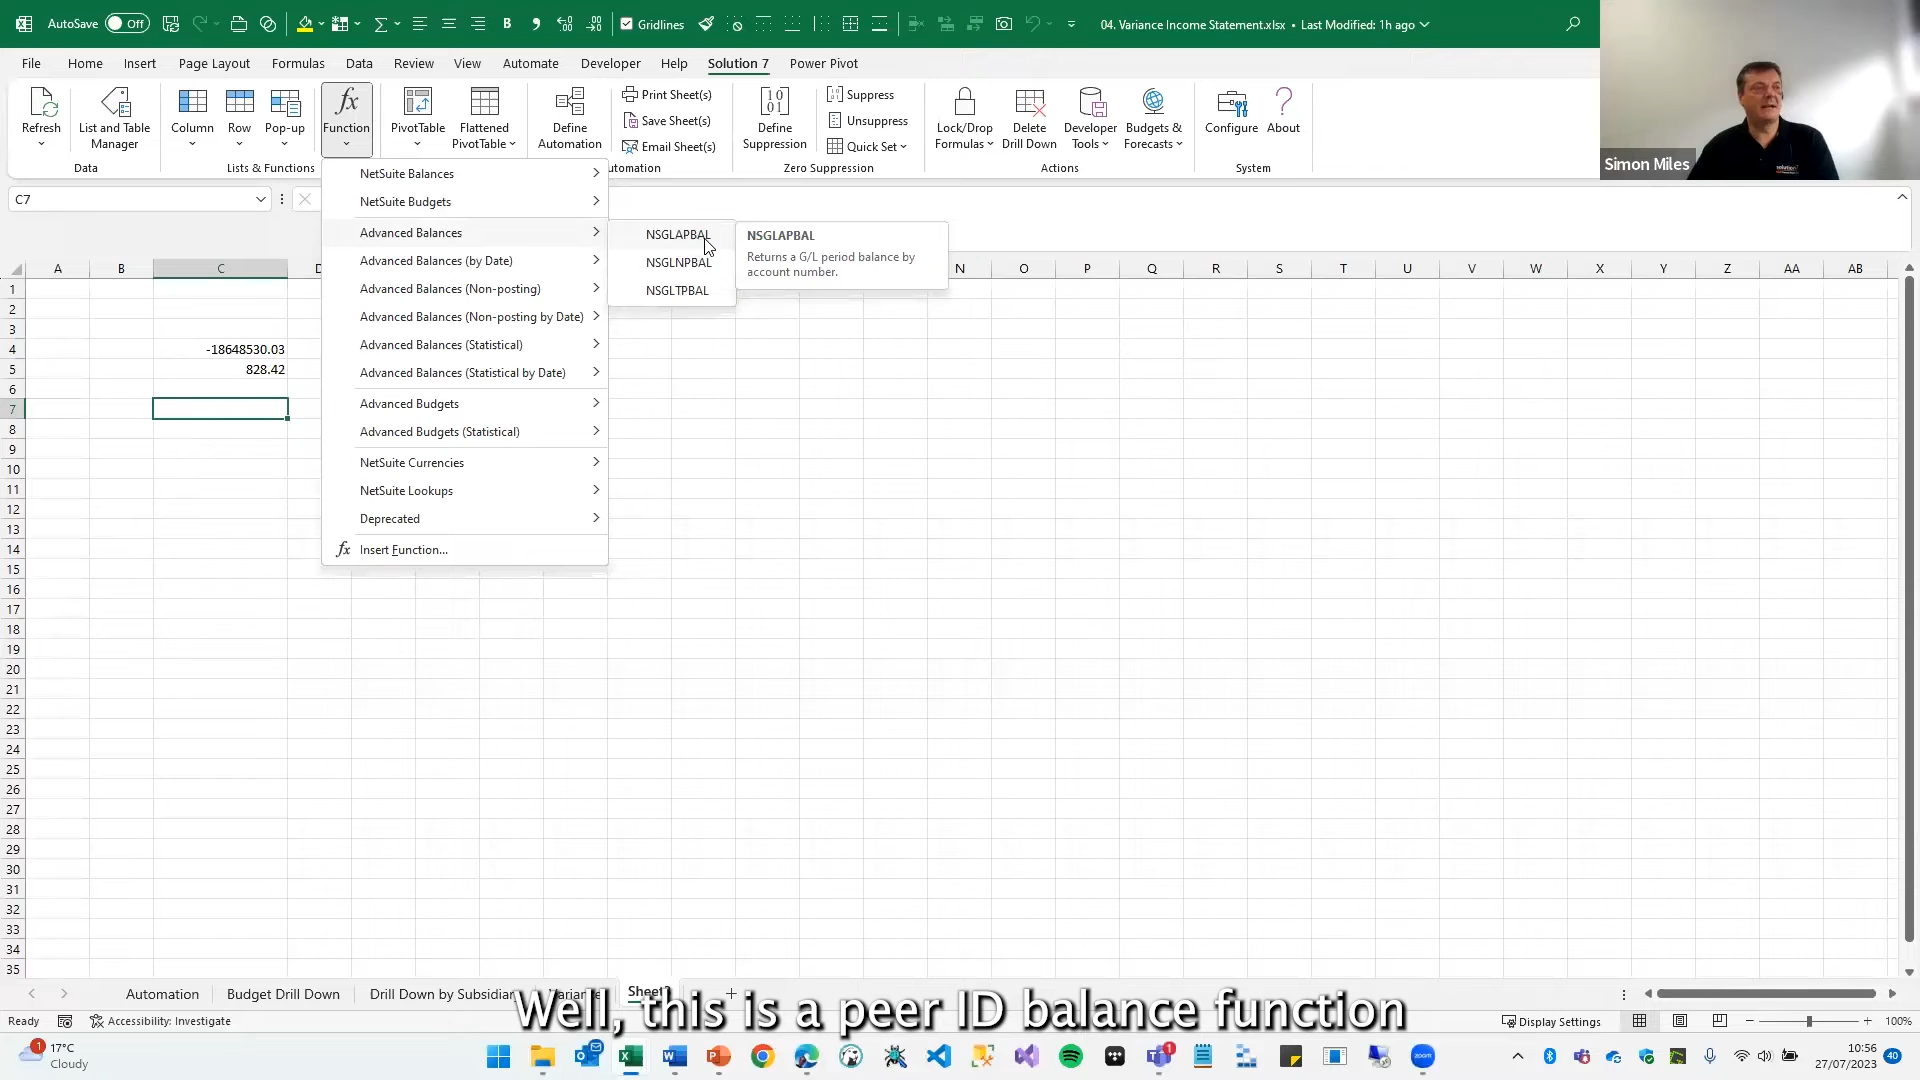 AutoSave Off
Gridlines
04. Variance Income Statement.xlsx • Last Modified: 1h ago
File Home Insert Page Layout Formulas Data Review View Automate Developer Help Solution 7 Power Pivot
Refresh
List and Table Manager
Column
Row
Pop-up
Function
PivotTable
Flattened PivotTable
Define Automation
Print Sheet(s)
Save Sheet(s)
Email Sheet(s)
Define Suppression
Suppress
Unsuppress
Quick Set
Lock/Drop Formulas
Delete Drill Down
Developer Tools
Budgets & Forecasts
Configure
About
Data
Lists & Functions
utomation
Zero Suppression
Actions
System
Simon Miles
C7
NetSuite Balances
NetSuite Budgets
Advanced Balances
Advanced Balances (by Date)
Advanced Balances (Non-posting)
Advanced Balances (Non-posting by Date)
Advanced Balances (Statistical)
Advanced Balances (Statistical by Date)
Advanced Budgets
Advanced Budgets (Statistical)
NetSuite Currencies
NetSuite Lookups
Deprecated
fx Insert Function...
NSGLAPBAL
NSGLNPBAL
NSGLTPBAL
NSGLAPBAL
Returns a G/L period balance by
account number.
A B C D N O P Q R S T U V W X Y Z AA AB
1
2
3
4 -18648530.03
5 828.42
6
7
8
9
10
11
12
13
14
15
16
17
18
19
20
21
22
23
24
25
26
27
28
29
30
31
32
33
34
35
Automation Budget Drill Down Drill Down by Subsidiar Varianc Sheet
Well, this is a peer ID balance function
Ready Accessibility: Investigate
Display Settings 100%
17°C
Cloudy
10:56
27/07/2023
40